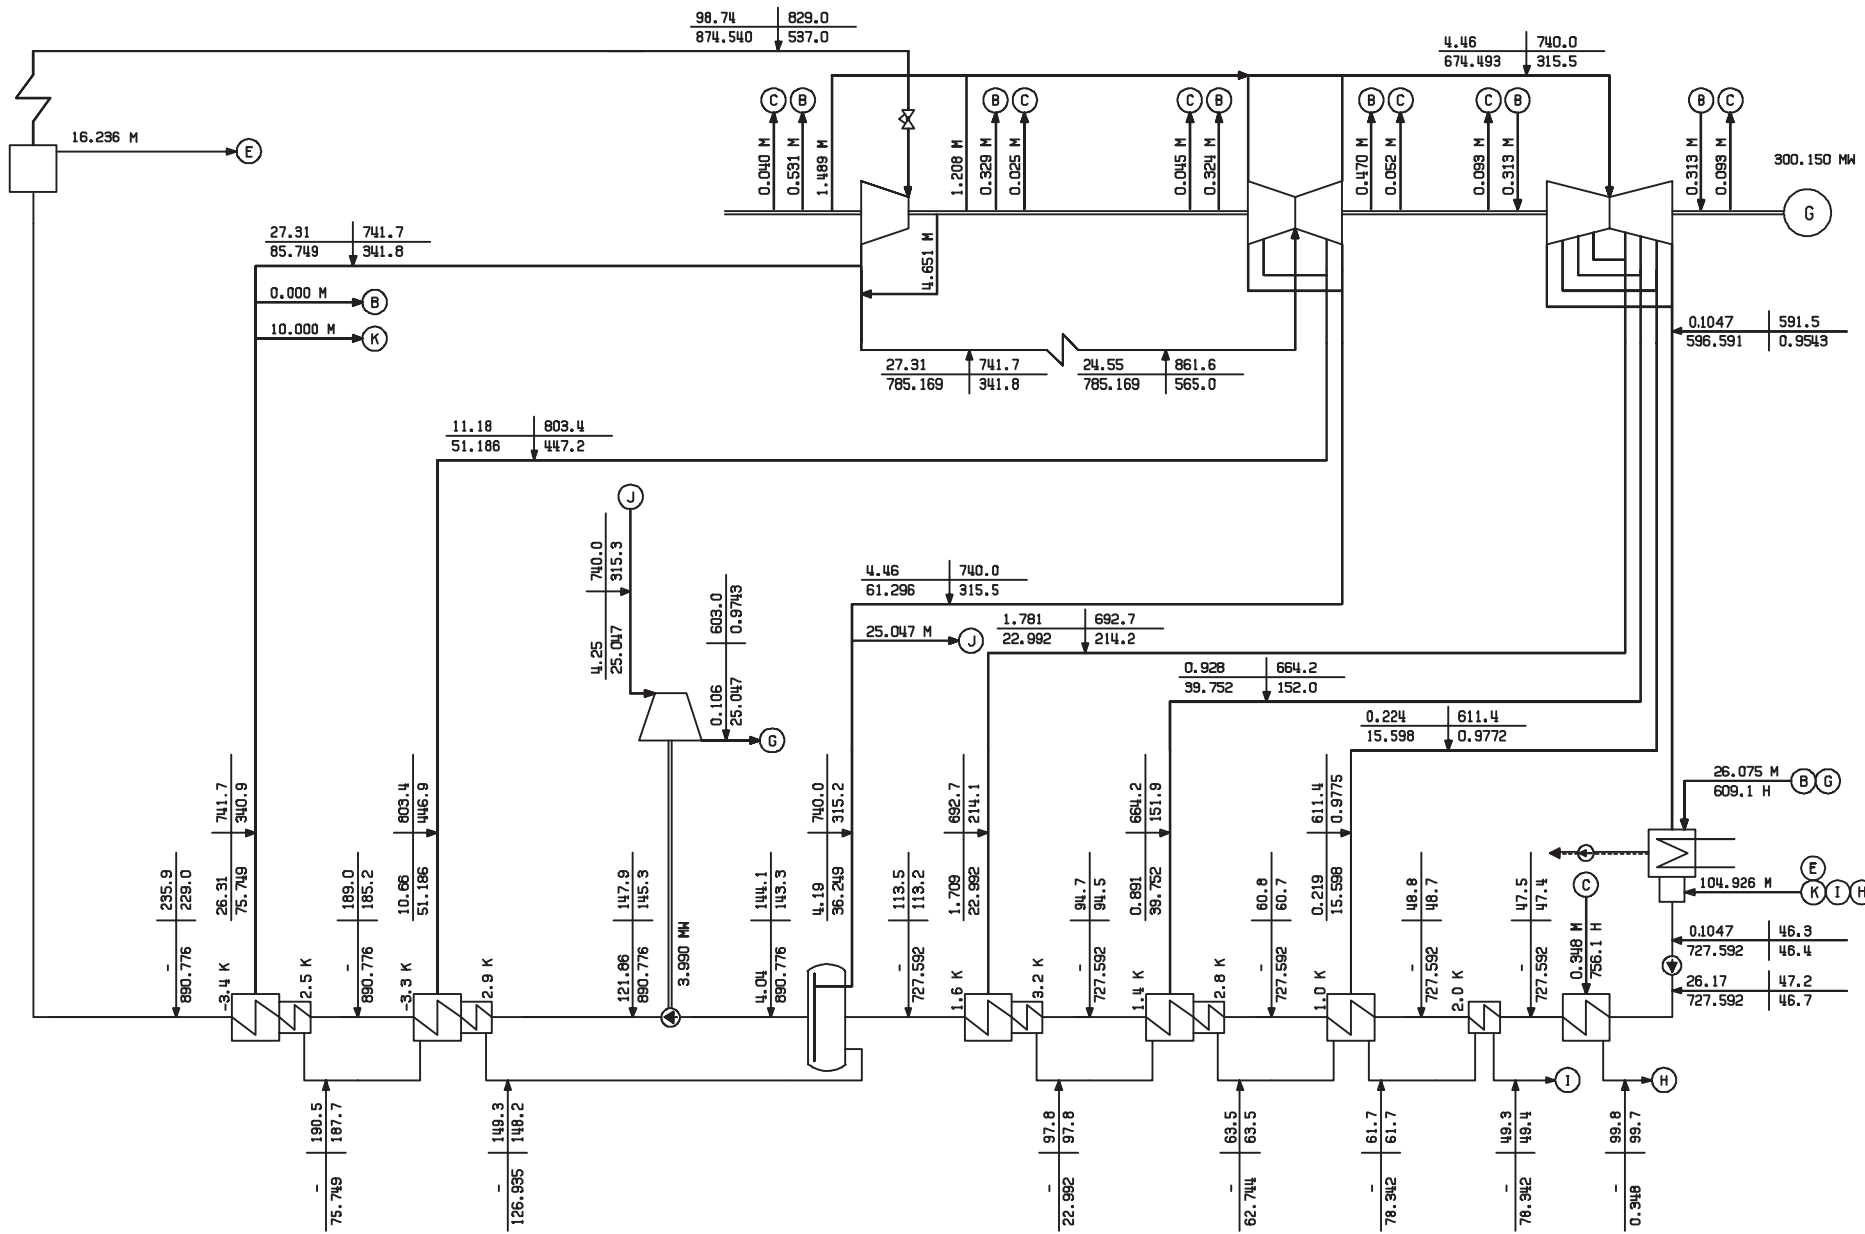 98.74 829.0
874.540 537.0
4.46 740.0
674.493 315.5
16.236 M
E
C
B
B
C
C
B
B
C
C
B
B
C
0.040 M
0.531 M
1.489 M
1.208 M
0.329 M
0.025 M
0.045 M
0.324 M
0.470 M
0.052 M
0.093 M
0.313 M
0.313 M
0.093 M
300.150 MW
G
27.31 741.7
85.749 341.8
4.651 M
0.000 M
B
10.000 M
K
0.1047 591.5
596.591 0.9543
27.31 741.7
785.169 341.8
24.55 861.6
785.169 565.0
11.18 803.4
51.186 447.2
J
740.0
315.3
4.25
25.047
603.0
0.9743
0.106
25.047
G
4.46 740.0
61.296 315.5
25.047 M
J
1.781 692.7
22.992 214.2
0.928 664.2
39.752 152.0
0.224 611.4
15.598 0.9772
26.075 M
609.1 H
B
G
741.7
340.9
26.31
75.749
803.4
446.9
10.66
51.186
740.0
315.2
4.19
36.249
692.7
214.1
1.709
22.992
664.2
151.9
0.891
39.752
611.4
0.9775
0.219
15.598
235.9
229.0
-
890.776
189.0
185.2
-
890.776
147.9
145.3
121.86
890.776
3.990 MW
144.1
143.3
4.04
890.776
113.5
113.2
-
727.592
94.7
94.5
-
727.592
60.8
60.7
-
727.592
48.8
48.7
-
727.592
47.5
47.4
-
727.592
C
0.348 M
756.1 H
E
104.926 M
K
I
H
0.1047 46.3
727.592 46.4
26.17 47.2
727.592 46.7
-3.4 K
2.5 K
-3.3 K
2.9 K
1.6 K
3.2 K
1.4 K
2.8 K
1.0 K
2.0 K
I
H
190.5
187.7
-
75.749
149.3
148.2
-
126.935
97.8
97.8
-
22.992
63.5
63.5
-
62.744
61.7
61.7
-
78.342
49.3
49.4
-
78.342
99.8
99.7
-
0.348